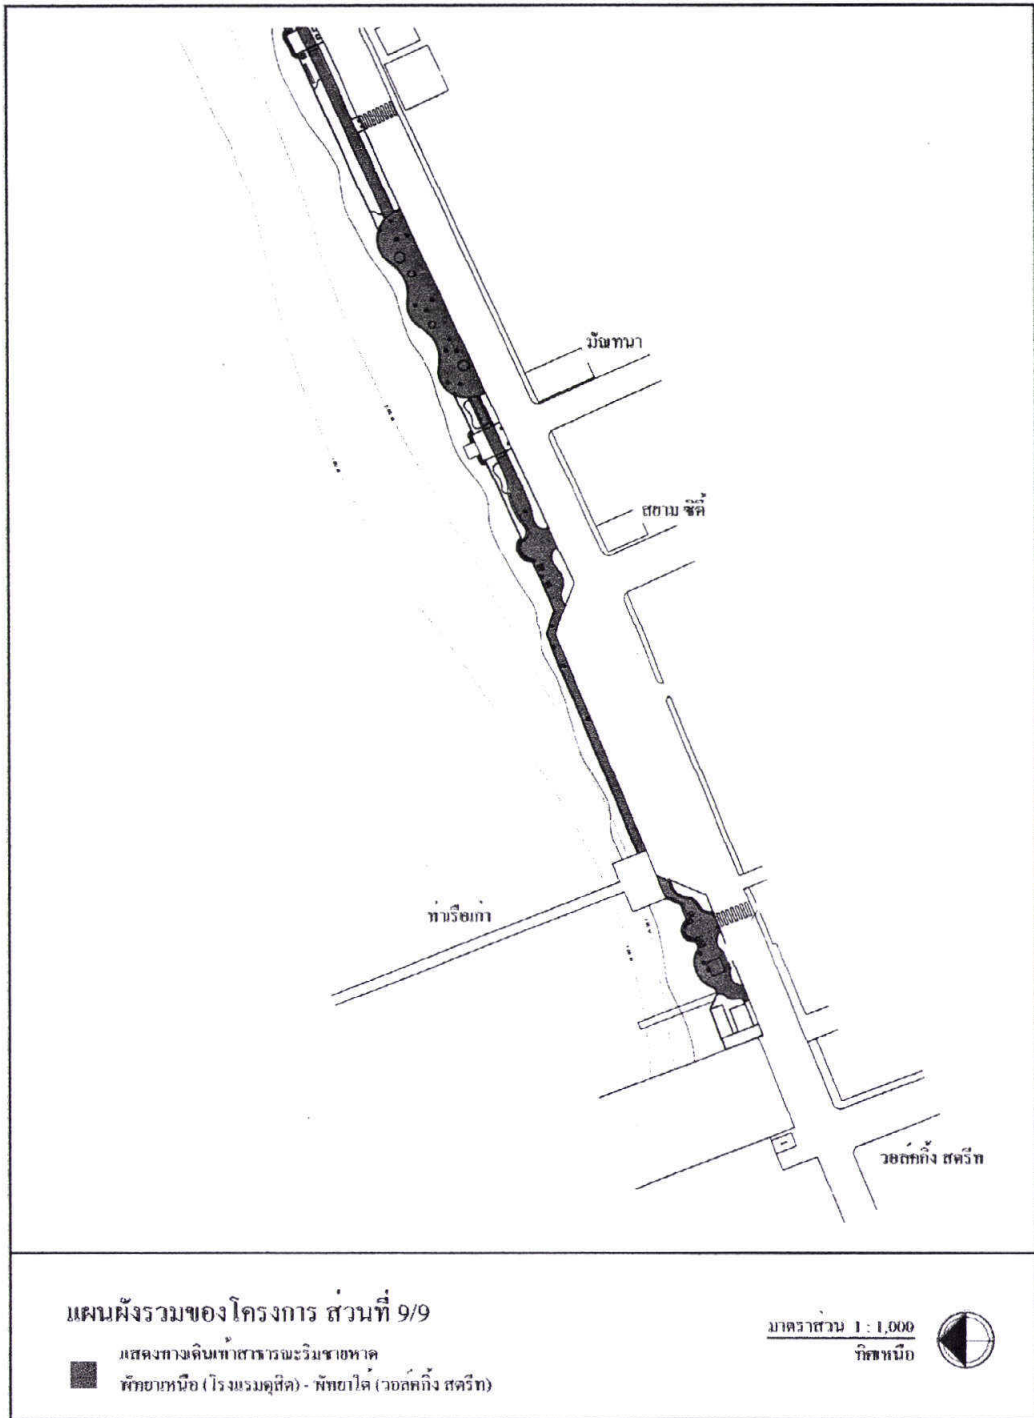 มัณฑนา
สยาม ซิตี้
ท่าเรือเก่า
วอล์คกิ้ง สตรีท
แผนผังรวมของโครงการ ส่วนที่ 9/9
แสดงทางเดินเท้าสาธารณะริมชายหาด
พัทยาเหนือ (โรงแรมดุสิต) - พัทยาใต้ (วอล์คกิ้ง สตรีท)
มาตราส่วน 1 : 1,000
ทิศเหนือ